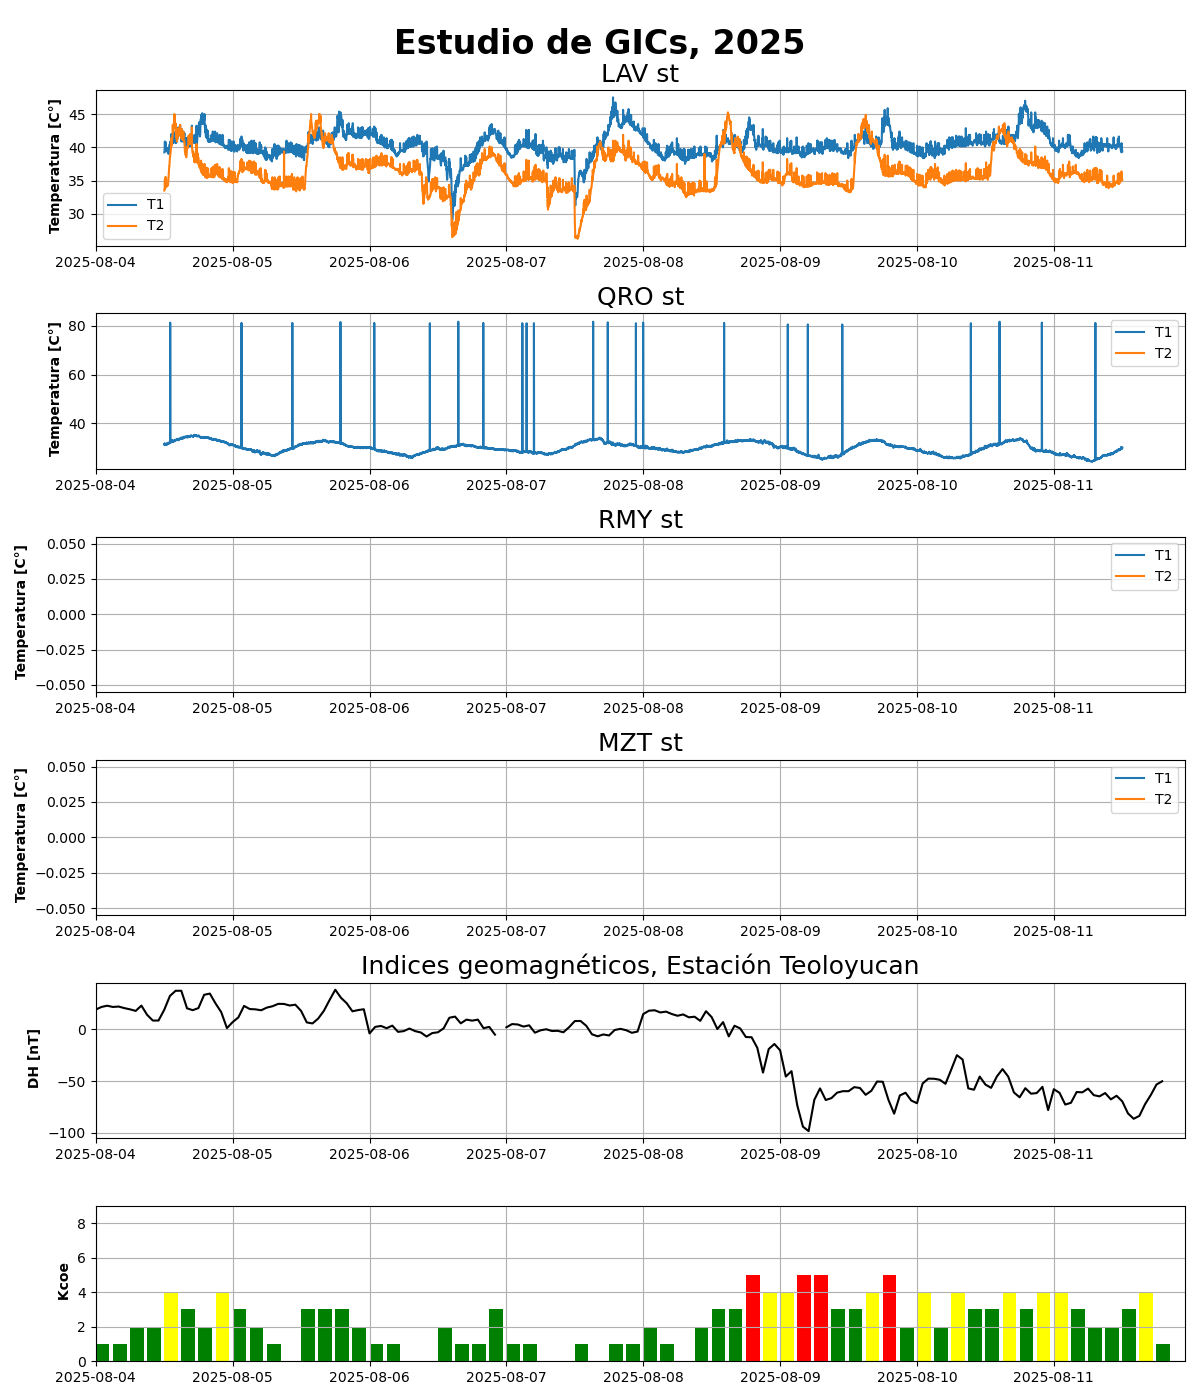 Estudio de GICs, 2025
LAV st
Temperatura [C°]
45
40
35
30
T1
T2
2025-08-04 2025-08-05 2025-08-06 2025-08-07 2025-08-08 2025-08-09 2025-08-10 2025-08-11
QRO st
Temperatura [C°]
80
60
40
T1
T2
2025-08-04 2025-08-05 2025-08-06 2025-08-07 2025-08-08 2025-08-09 2025-08-10 2025-08-11
RMY st
Temperatura [C°]
0.050
0.025
0.000
−0.025
−0.050
T1
T2
2025-08-04 2025-08-05 2025-08-06 2025-08-07 2025-08-08 2025-08-09 2025-08-10 2025-08-11
MZT st
Temperatura [C°]
0.050
0.025
0.000
−0.025
−0.050
T1
T2
2025-08-04 2025-08-05 2025-08-06 2025-08-07 2025-08-08 2025-08-09 2025-08-10 2025-08-11
Indices geomagnéticos, Estación Teoloyucan
DH [nT]
0
−50
−100
2025-08-04 2025-08-05 2025-08-06 2025-08-07 2025-08-08 2025-08-09 2025-08-10 2025-08-11
Kcoe
8
6
4
2
0
2025-08-04 2025-08-05 2025-08-06 2025-08-07 2025-08-08 2025-08-09 2025-08-10 2025-08-11